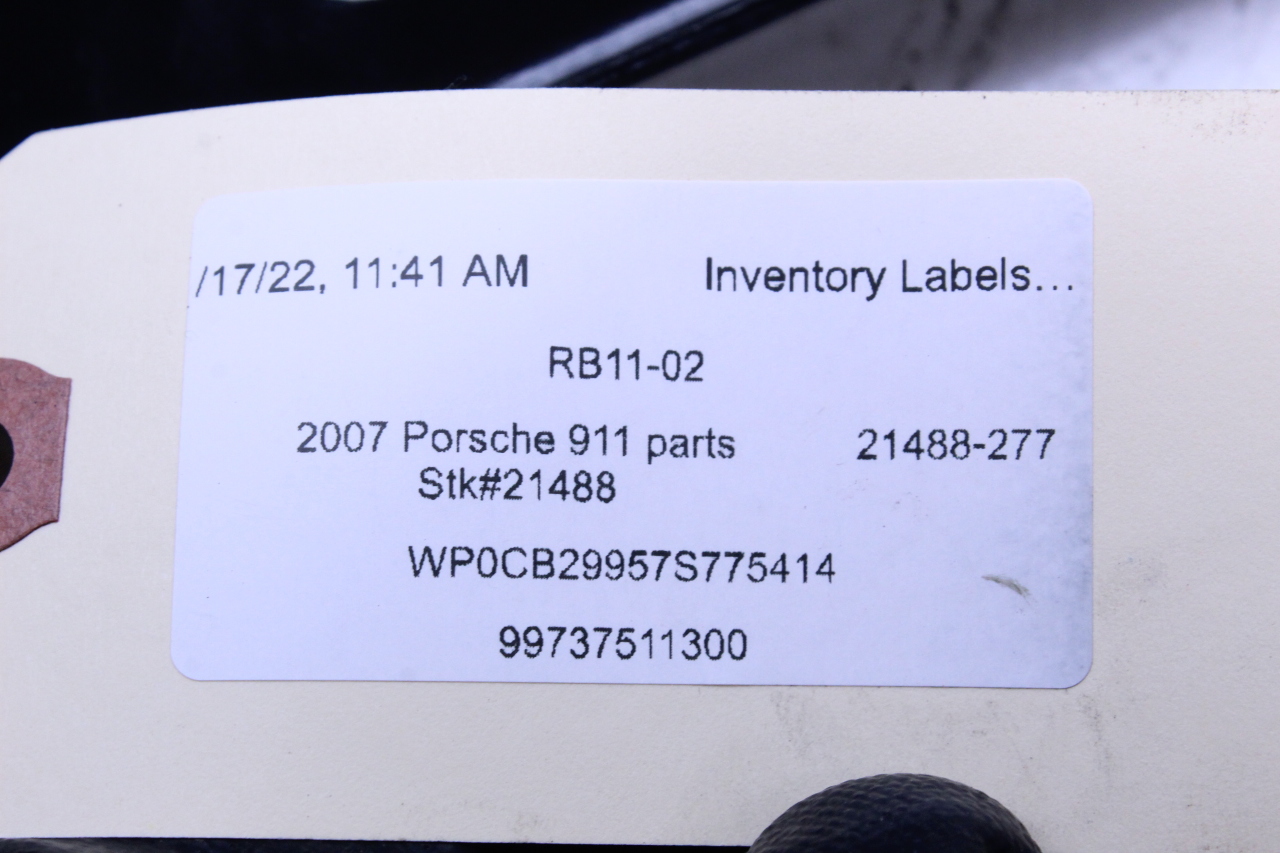 /17/22, 11:41 AM Inventory Labels...
RB11-02
2007 Porsche 911 parts 21488-277
Stk#21488
WP0CB29957S775414
99737511300